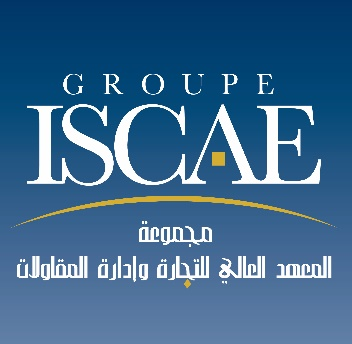 GROUPE
ISCAE
مجموعة
المعهد العالي للتجارة وإدارة المقاولات